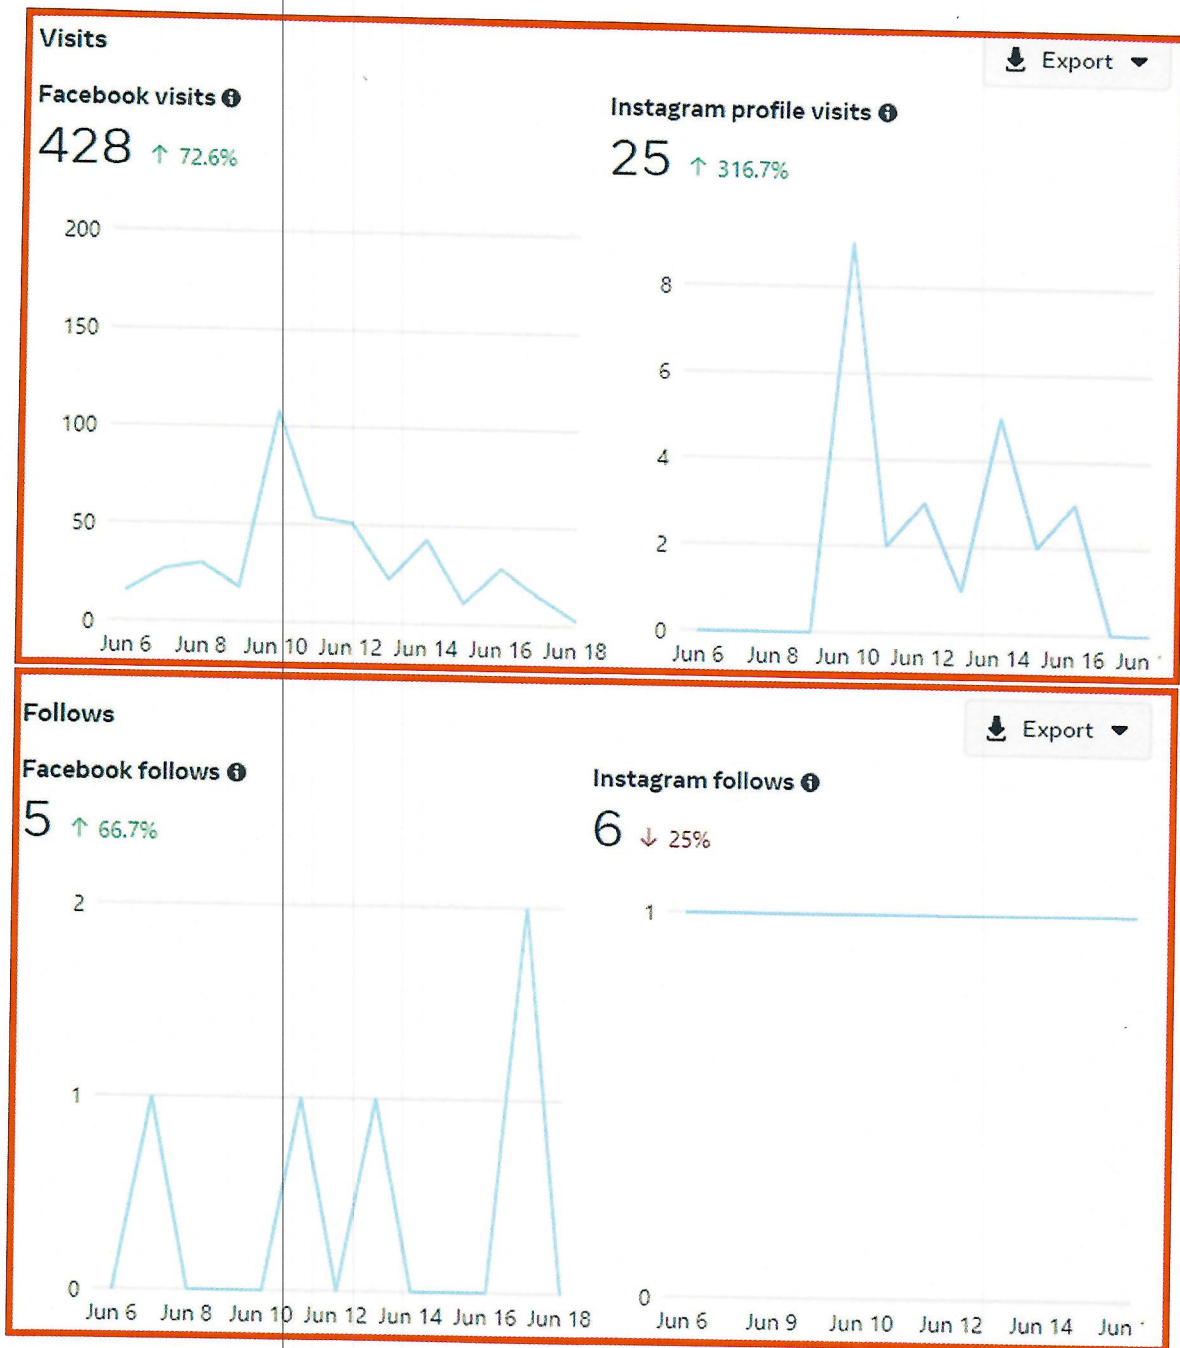 Visits
Export
Facebook visits
428 ↑ 72.6%
200
150
100
50
0
Jun 6 Jun 8 Jun 10 Jun 12 Jun 14 Jun 16 Jun 18
Instagram profile visits
25 ↑ 316.7%
8
6
4
2
0
Jun 6 Jun 8 Jun 10 Jun 12 Jun 14 Jun 16 Jun
Follows
Export
Facebook follows
5 ↑ 66.7%
2
1
0
Jun 6 Jun 8 Jun 10 Jun 12 Jun 14 Jun 16 Jun 18
Instagram follows
6 ↓ 25%
1
0
Jun 6 Jun 9 Jun 10 Jun 12 Jun 14 Jun